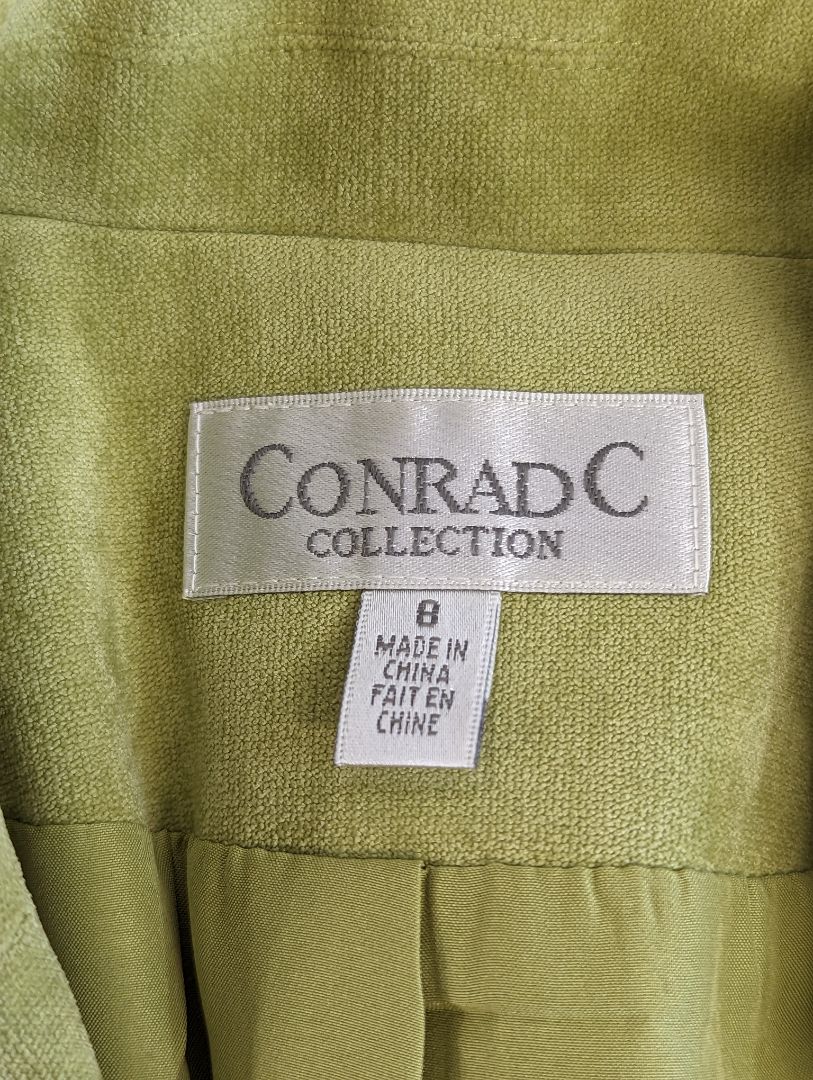 CONRAD C
COLLECTION
8
MADE IN
CHINA
FAIT EN
CHINE